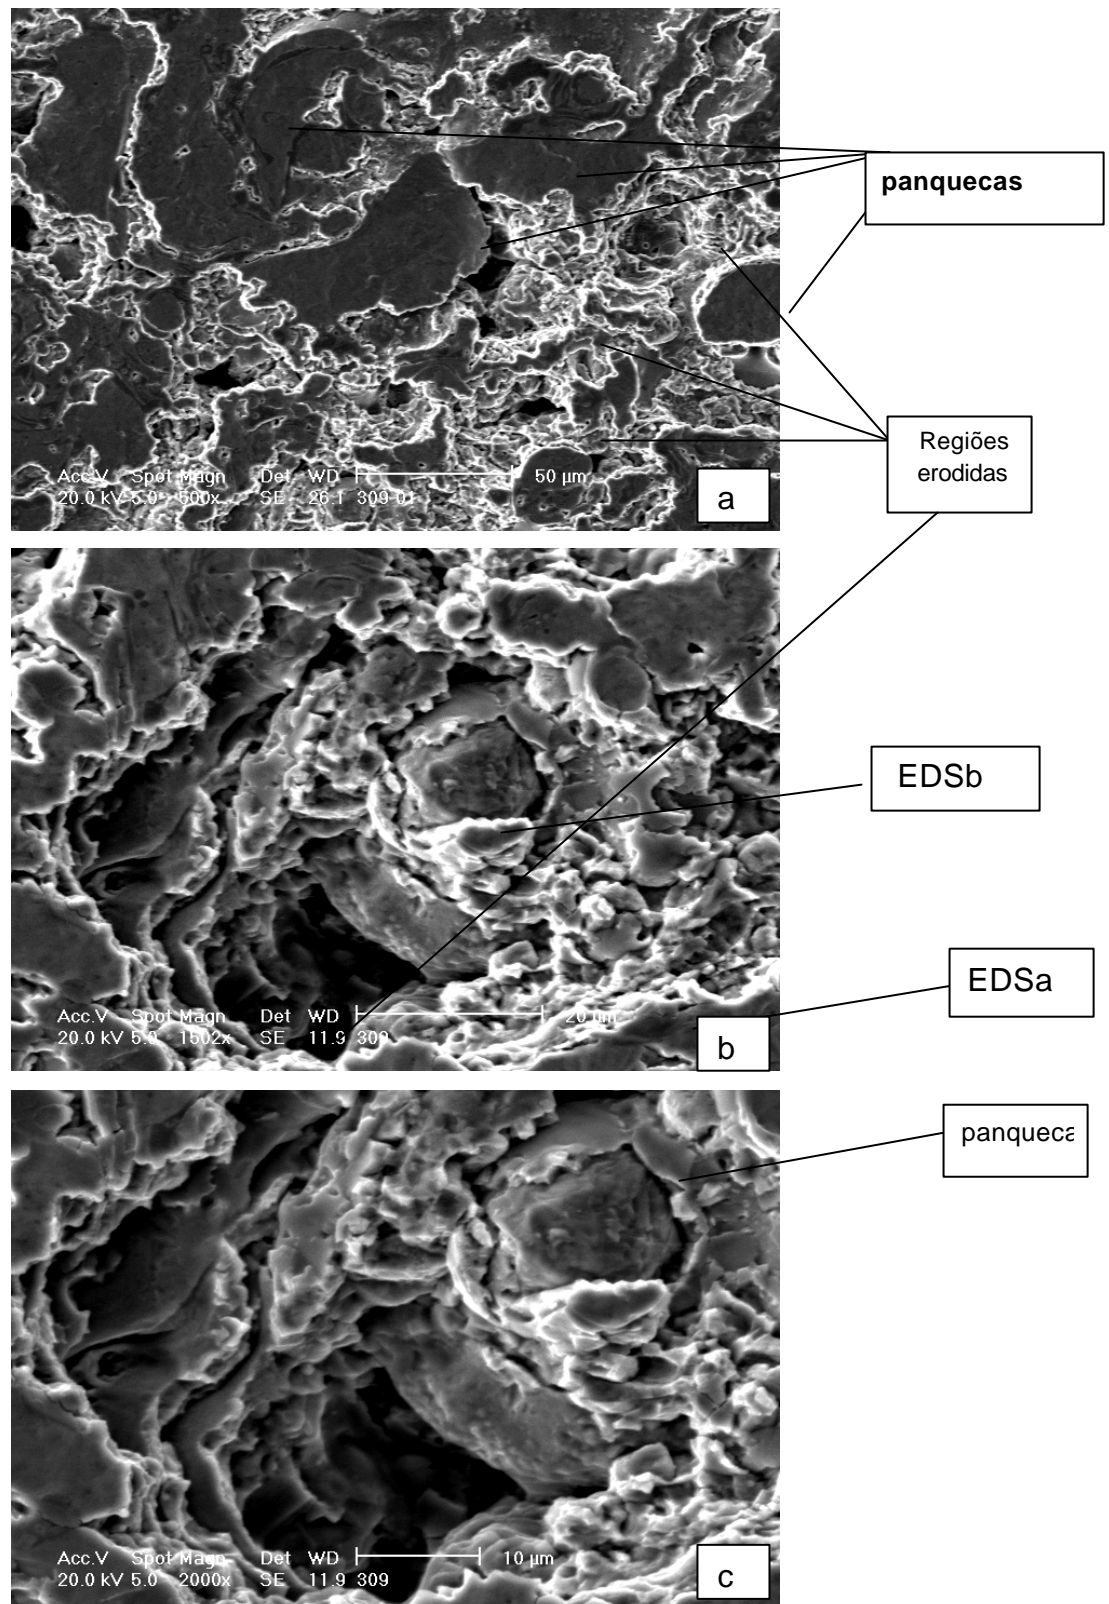 panquecas
Regiões
erodidas
Acc.V Spot Magn Det WD 50 µm
20.0 kV 5.0 500x SE 26.1 309-01
a
EDSb
EDSa
Acc.V Spot Magn Det WD 20 µm
20.0 kV 5.0 1502x SE 11.9 309
b
panqueca
Acc.V Spot Magn Det WD 10 µm
20.0 kV 5.0 2000x SE 11.9 309
c